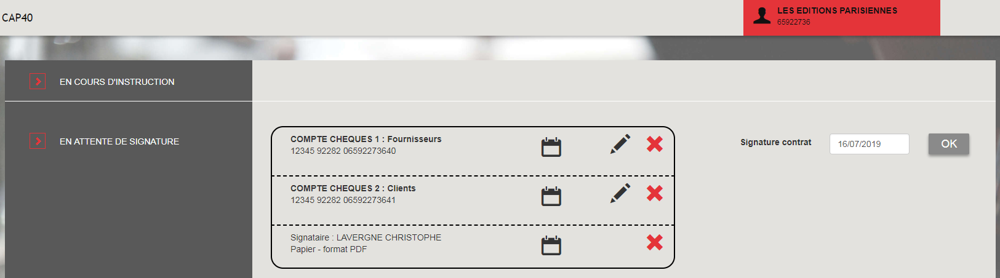 CAP40
LES EDITIONS PARISIENNES
65922736
EN COURS D'INSTRUCTION
EN ATTENTE DE SIGNATURE
COMPTE CHEQUES 1 : Fournisseurs
12345 92282 06592273640
COMPTE CHEQUES 2 : Clients
12345 92282 06592273641
Signataire : LAVERGNE CHRISTOPHE
Papier - format PDF
Signature contrat
16/07/2019
OK